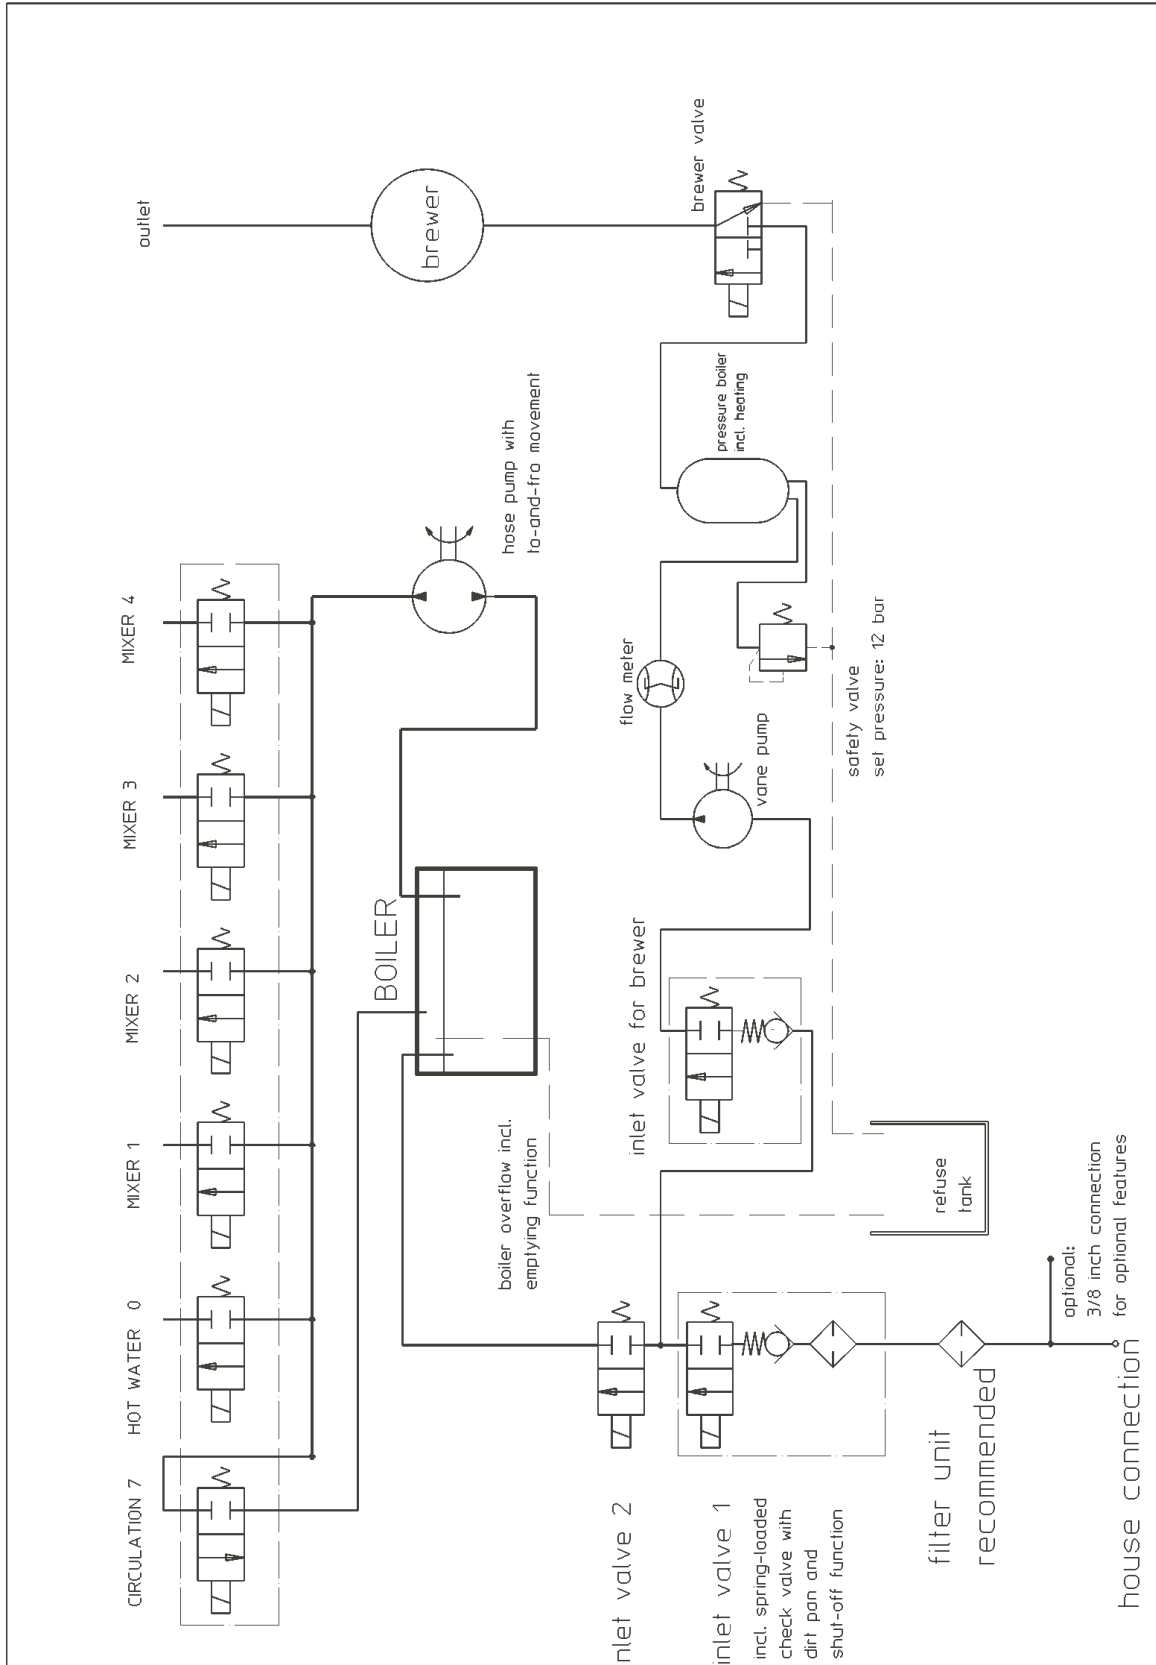 CIRCULATION 7
HOT WATER 0
MIXER 1
MIXER 2
MIXER 3
MIXER 4
outlet
BOILER
brewer
boiler overflow incl.
emptying function
hose pump with
to-and-fro movement
nlet valve 2
inlet valve for brewer
flow meter
brewer valve
inlet valve 1
incl. spring-loaded
check valve with
dirt pan and
shut-off function
vane pump
pressure boiler
incl. heating
safety valve
set pressure: 12 bar
filter unit
recommended
refuse
tank
house connection
optional:
3/8 inch connection
for optional features